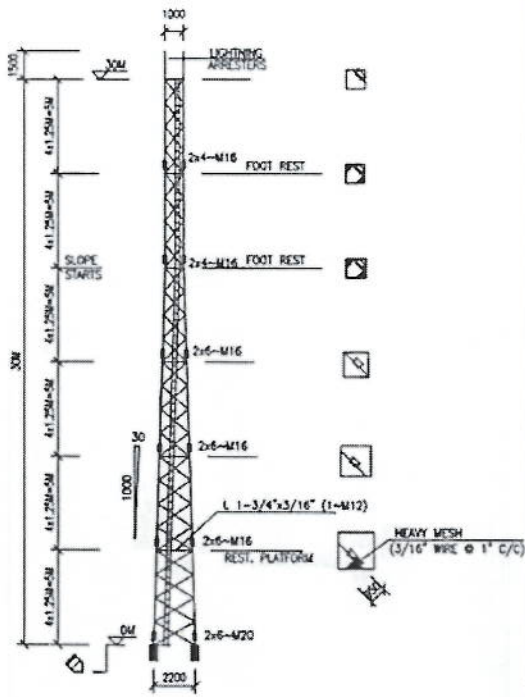 1000
LIGHTNING
ARRESTERS
1500
30M
4x1.25M=5M
2x4~M16
FOOT REST
4x1.25M=5M
SLOPE
STARTS
2x4~M16
FOOT REST
30M
4x1.25M=5M
2x6~M16
4x1.25M=5M
30
1000
2x6~M16
4x1.25M=5M
L 1-3/4"x3/16" (1~M12)
2x6~M16
REST. PLATFORM
HEAVY MESH
(3/16" WIRE @ 1" C/C)
4x1.25M=5M
0M
2x6~M20
2200